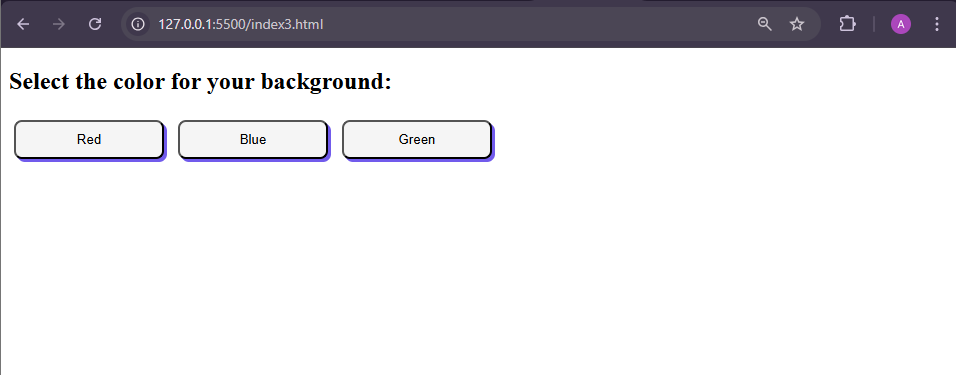 127.0.0.1:5500/index3.html
A
Select the color for your background:
Red Blue Green